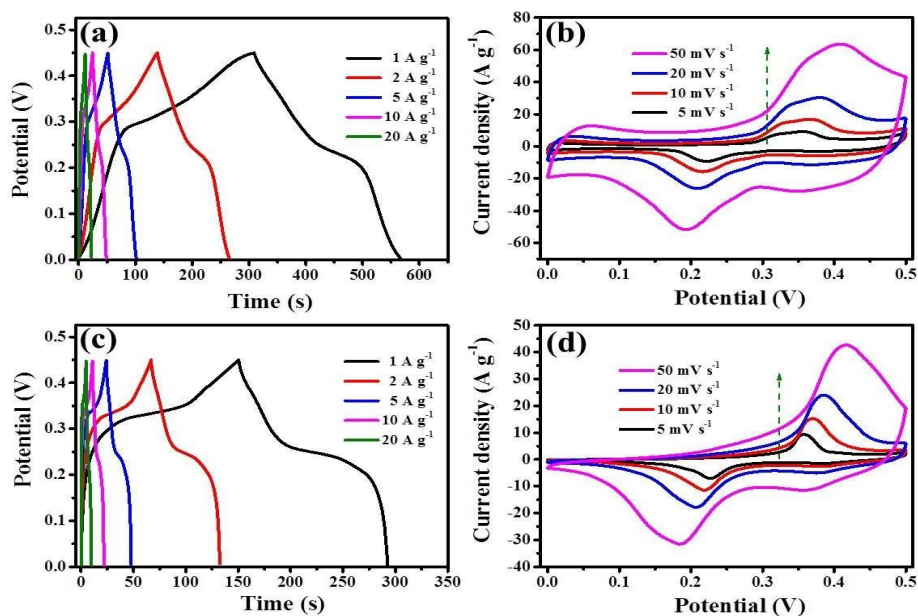 (a)
1 A g⁻¹
2 A g⁻¹
5 A g⁻¹
10 A g⁻¹
20 A g⁻¹
Potential (V)
0.5
0.4
0.3
0.2
0.1
0.0
0 50 100 150 200 250 300 350 400 450 500 550 600
Time (s)
(b)
50 mV s⁻¹
20 mV s⁻¹
10 mV s⁻¹
5 mV s⁻¹
Current density (A g⁻¹)
80
60
40
20
0
-20
-40
-60
0.0 0.1 0.2 0.3 0.4 0.5
Potential (V)
(c)
1 A g⁻¹
2 A g⁻¹
5 A g⁻¹
10 A g⁻¹
20 A g⁻¹
Potential (V)
0.5
0.4
0.3
0.2
0.1
0.0
0 50 100 150 200 250 300 350
Time (s)
(d)
50 mV s⁻¹
20 mV s⁻¹
10 mV s⁻¹
5 mV s⁻¹
Current density (A g⁻¹)
50
40
30
20
10
0
-10
-20
-30
-40
0.0 0.1 0.2 0.3 0.4 0.5
Potential (V)